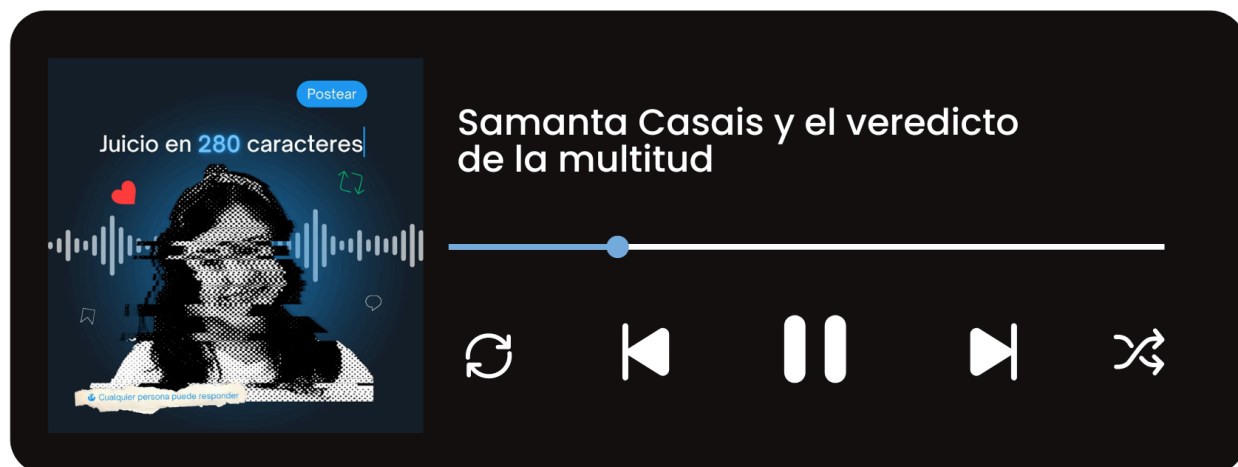 Postear
Juicio en 280 caracteres
Cualquier persona puede responder
Samanta Casais y el veredicto
de la multitud